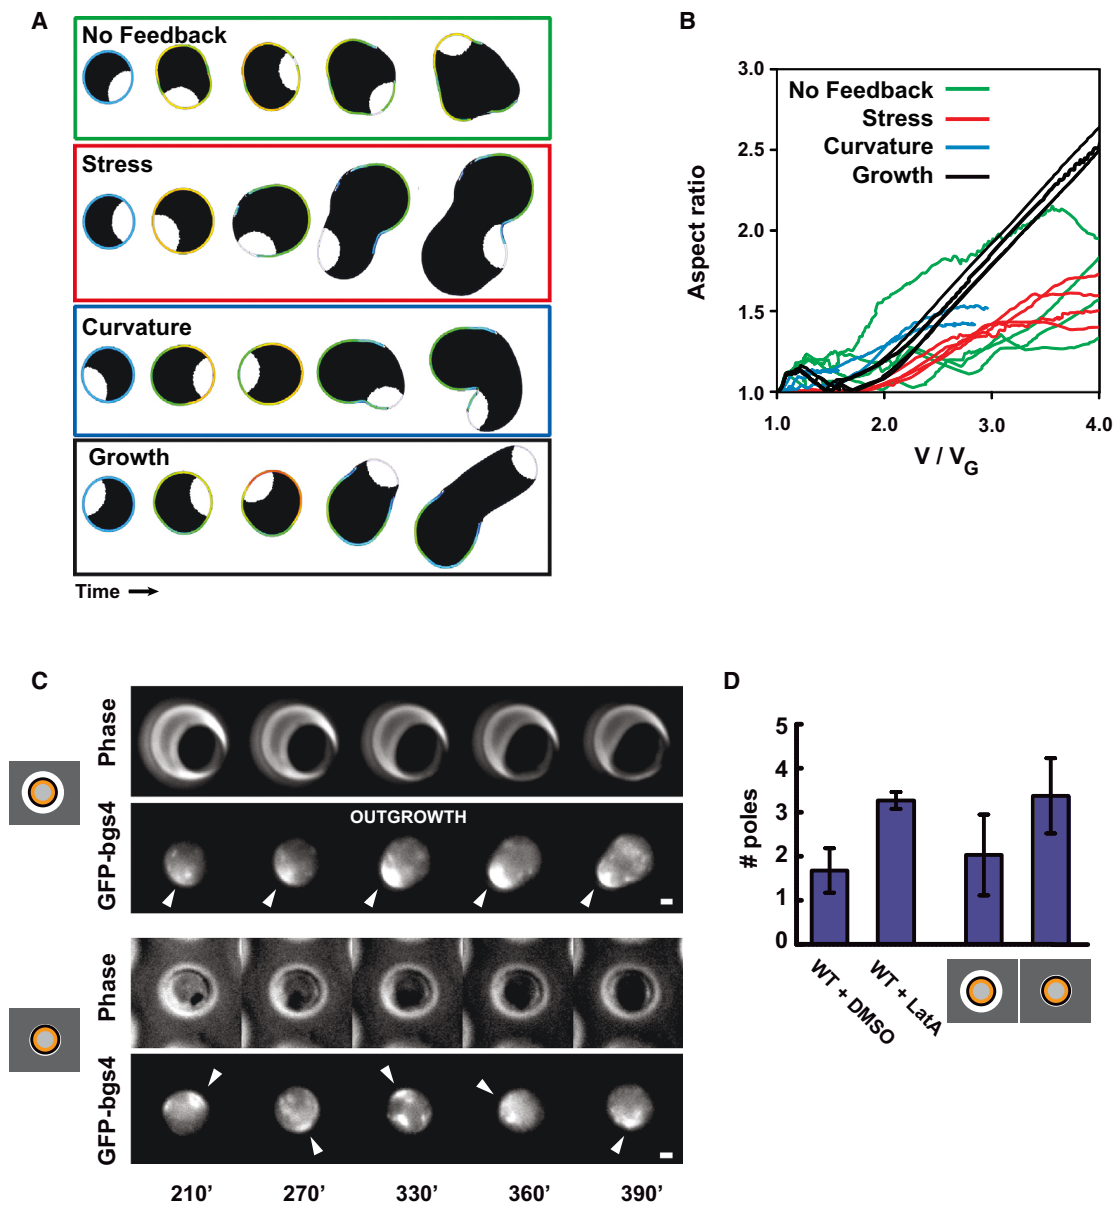 A
No Feedback
Stress
Curvature
Growth
Time
B
3.0
2.5
2.0
1.5
1.0
Aspect ratio
No Feedback
Stress
Curvature
Growth
1.0 2.0 3.0 4.0
V / VG
C
Phase
GFP-bgs4
OUTGROWTH
Phase
GFP-bgs4
210’ 270’ 330’ 360’ 390’
D
# poles
5
4
3
2
1
0
WT + DMSO
WT + LatA